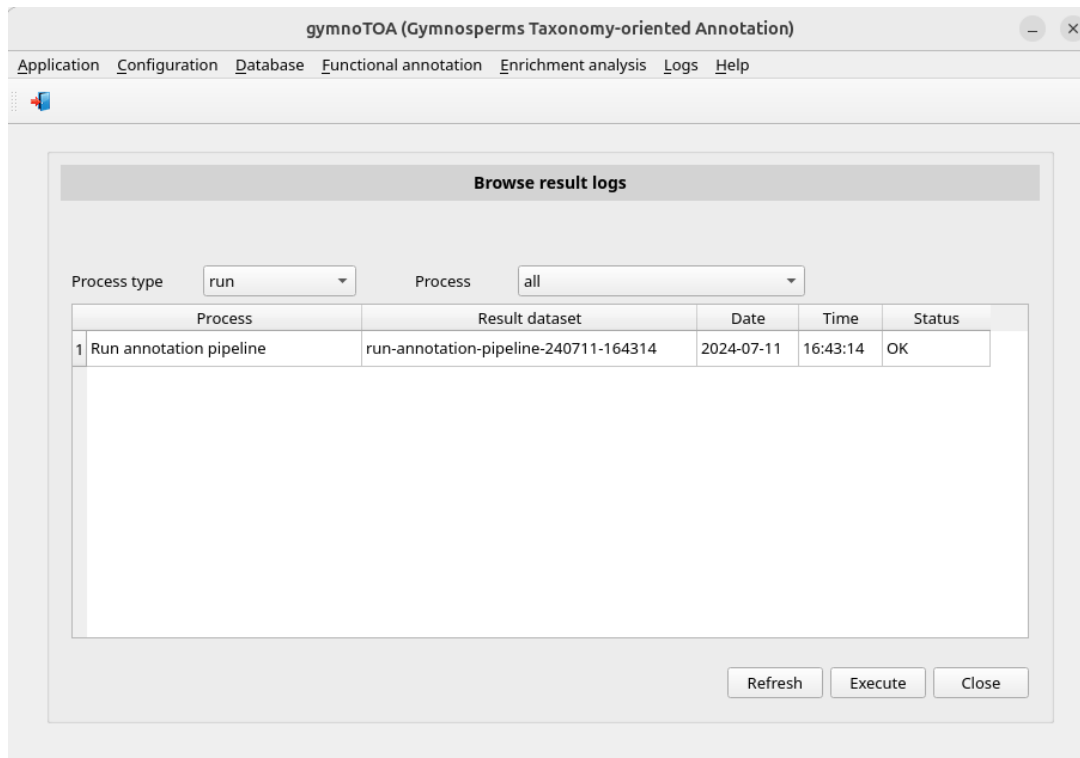 gymnoTOA (Gymnosperms Taxonomy-oriented Annotation)
Application Configuration Database Functional annotation Enrichment analysis Logs Help
Browse result logs
Process type run Process all
Process Result dataset Date Time Status
1 Run annotation pipeline run-annotation-pipeline-240711-164314 2024-07-11 16:43:14 OK
Refresh Execute Close